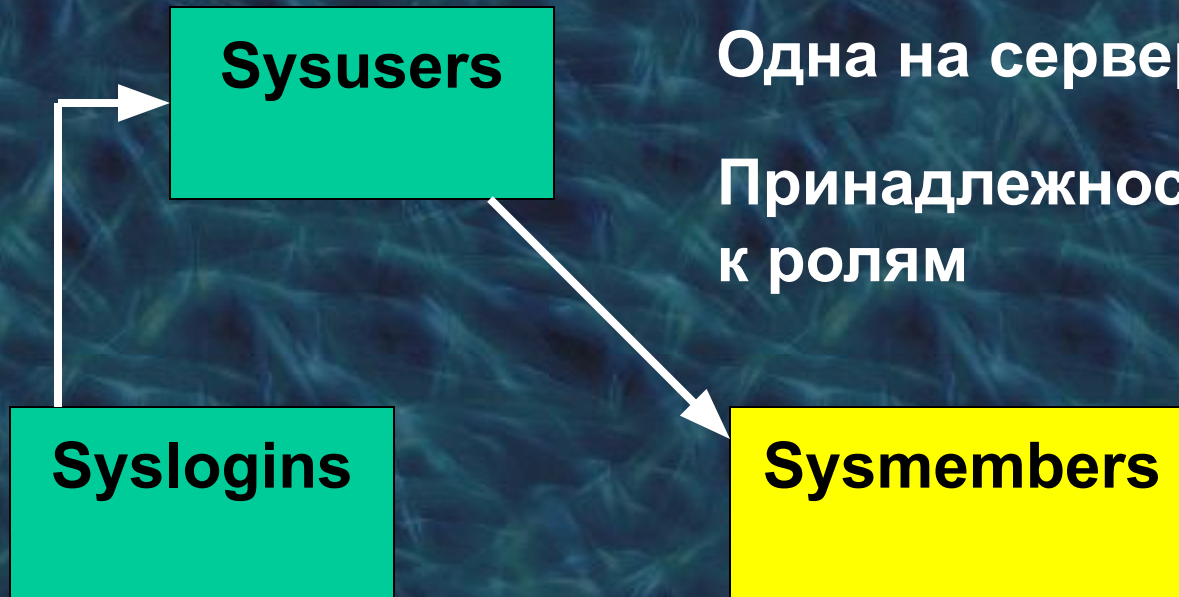 Sysusers
Одна на сервер
Принадлежнос
к ролям
Syslogins
Sysmembers